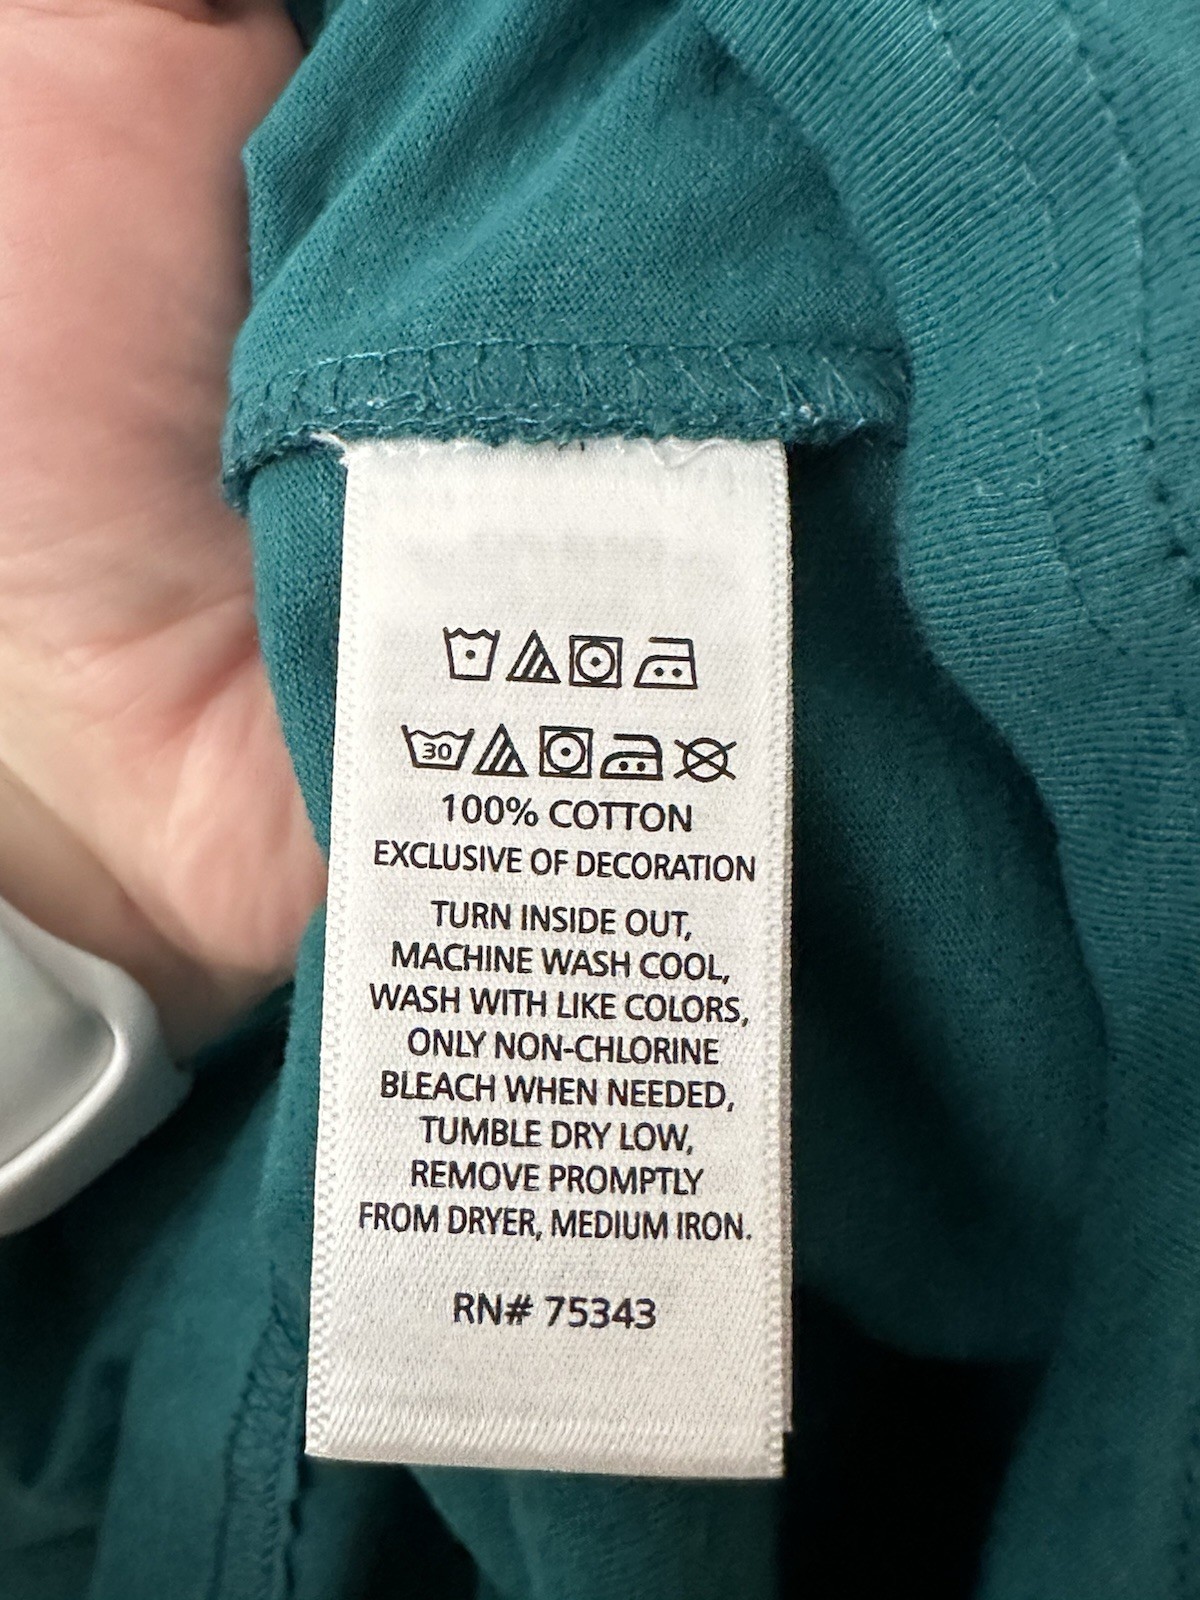 30
100% COTTON
EXCLUSIVE OF DECORATION
TURN INSIDE OUT,
MACHINE WASH COOL,
WASH WITH LIKE COLORS,
ONLY NON-CHLORINE
BLEACH WHEN NEEDED,
TUMBLE DRY LOW,
REMOVE PROMPTLY
FROM DRYER, MEDIUM IRON.
RN# 75343